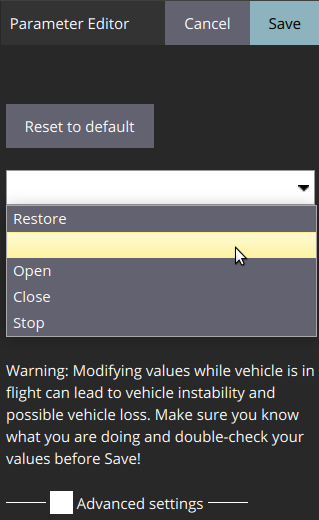 Parameter Editor Cancel Save
Reset to default
Restore
Open
Close
Stop
Warning: Modifying values while vehicle is in
flight can lead to vehicle instability and
possible vehicle loss. Make sure you know
what you are doing and double-check your
values before Save!
Advanced settings